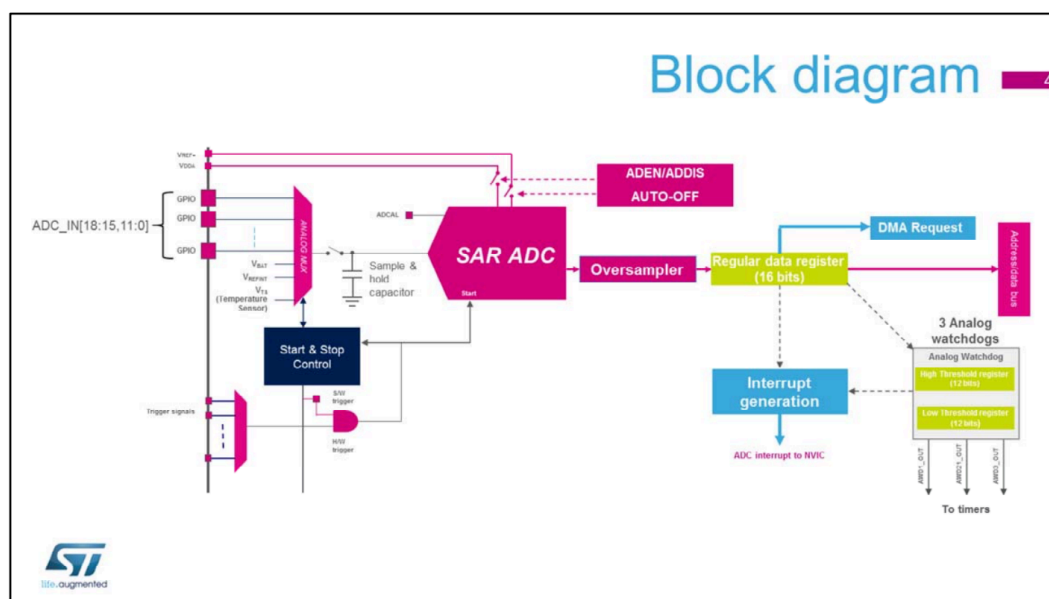 Block diagram
4
VREF+
VDDA
ADEN/ADDIS
AUTO-OFF
ADC_IN[18:15,11:0]
GPIO
GPIO
GPIO
ANALOG MUX
VBAT
VREFINT
VTS
(Temperature
Sensor)
ADCAL
Sample &
hold
capacitor
SAR ADC
Start
Oversampler
Regular data register
(16 bits)
DMA Request
Address/data bus
Start & Stop
Control
S/W
trigger
H/W
trigger
Trigger signals
Interrupt
generation
ADC interrupt to NVIC
3 Analog
watchdogs
Analog Watchdog
High Threshold register
(12 bits)
Low Threshold register
(12 bits)
AWD1_OUT
AWD21_OUT
AWD3_OUT
To timers
ST
life.augmented